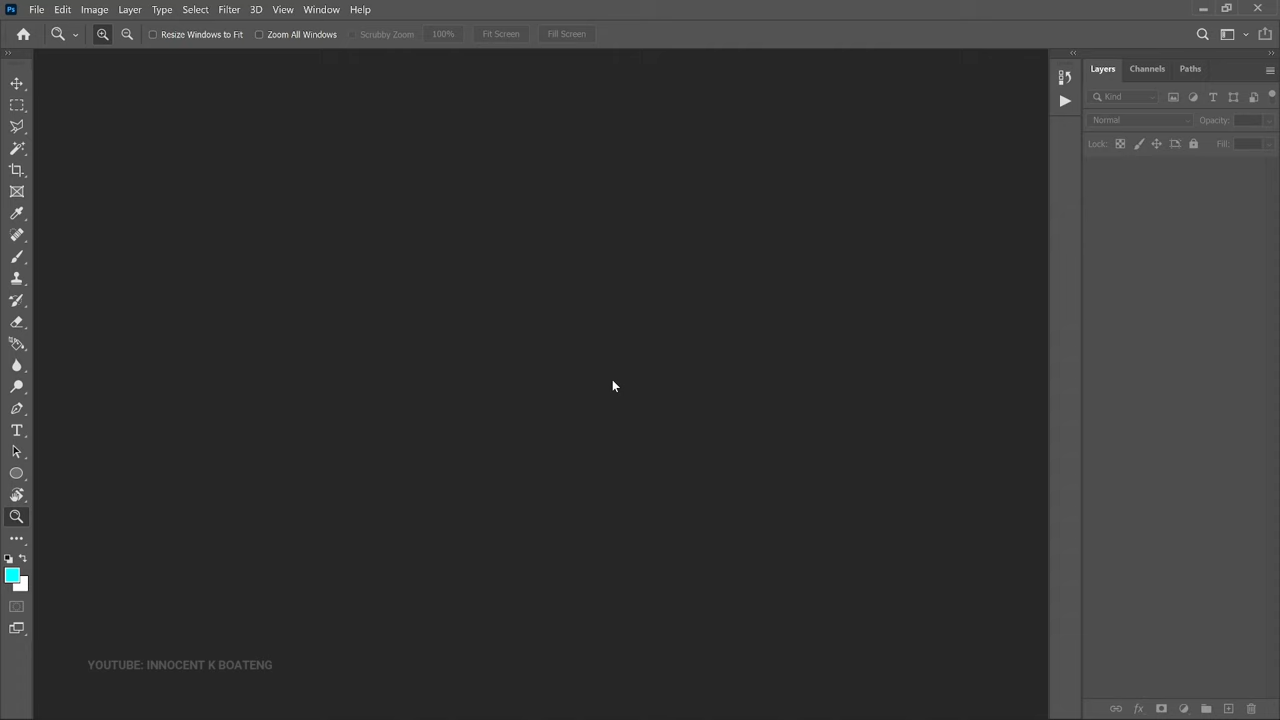 Ps File Edit Image Layer Type Select Filter 3D View Window Help
Resize Windows to Fit Zoom All Windows Scrubby Zoom 100% Fit Screen Fill Screen
Layers Channels Paths
Kind
Normal Opacity:
Lock: Fill:
YOUTUBE: INNOCENT K BOATENG